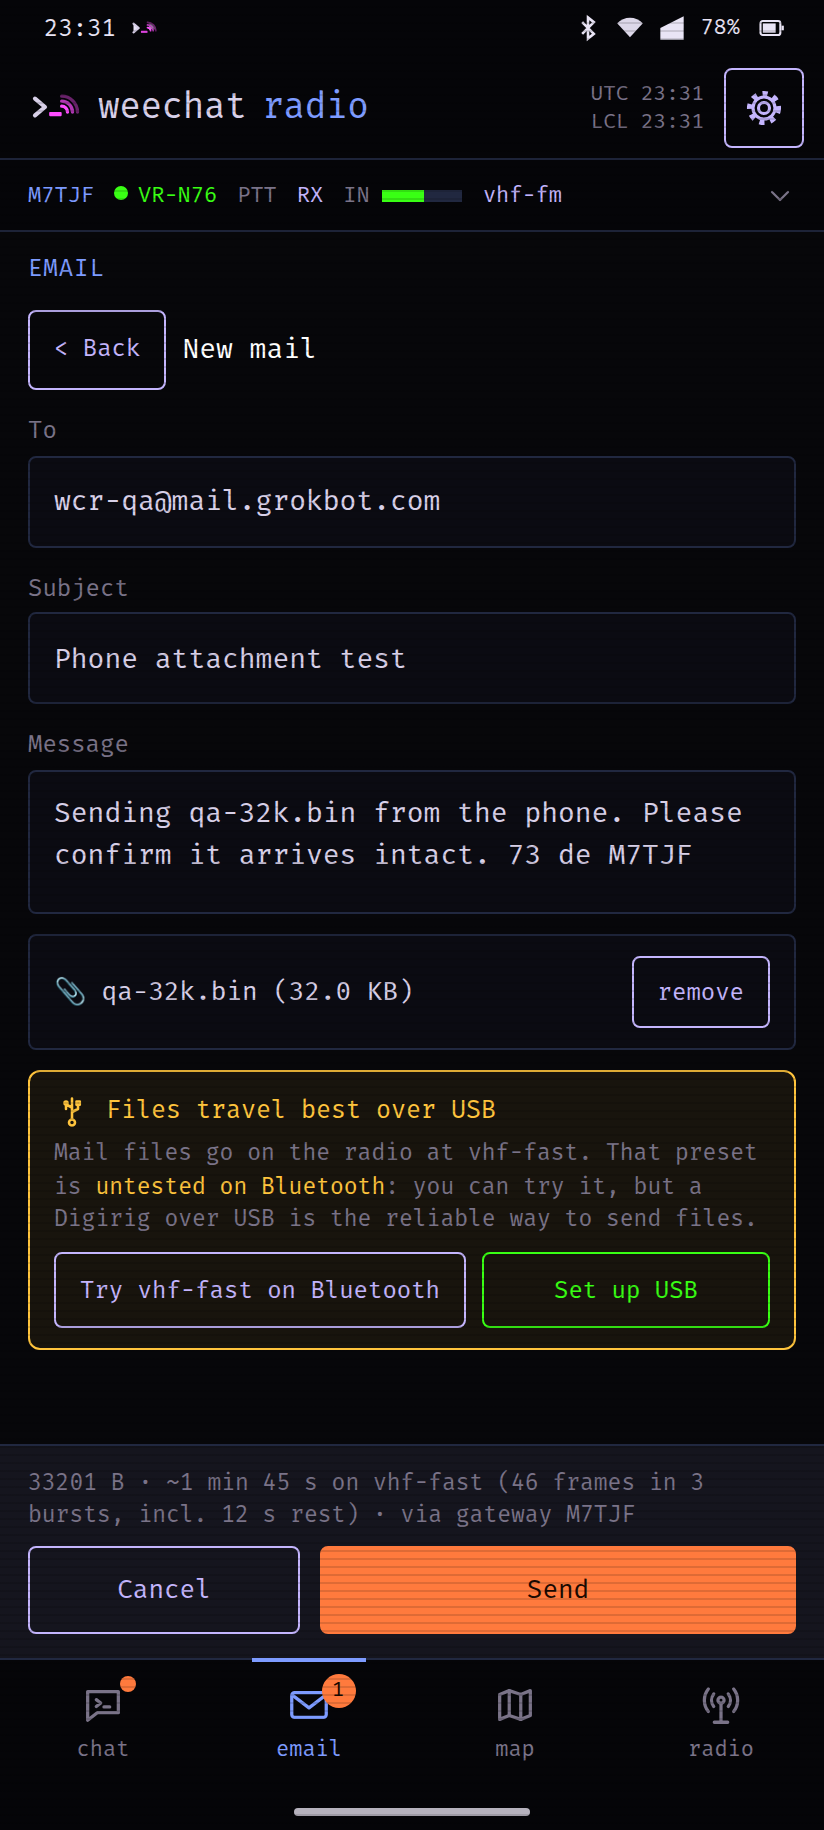 23:31
78%
weechat radio
UTC 23:31
LCL 23:31
M7TJF VR-N76 PTT RX IN vhf-fm
EMAIL
< Back New mail
To
wcr-qa@mail.grokbot.com
Subject
Phone attachment test
Message
Sending qa-32k.bin from the phone. Please
confirm it arrives intact. 73 de M7TJF
qa-32k.bin (32.0 KB) remove
Files travel best over USB
Mail files go on the radio at vhf-fast. That preset
is untested on Bluetooth: you can try it, but a
Digirig over USB is the reliable way to send files.
Try vhf-fast on Bluetooth Set up USB
33201 B · ~1 min 45 s on vhf-fast (46 frames in 3
bursts, incl. 12 s rest) · via gateway M7TJF
Cancel Send
1
chat email map radio